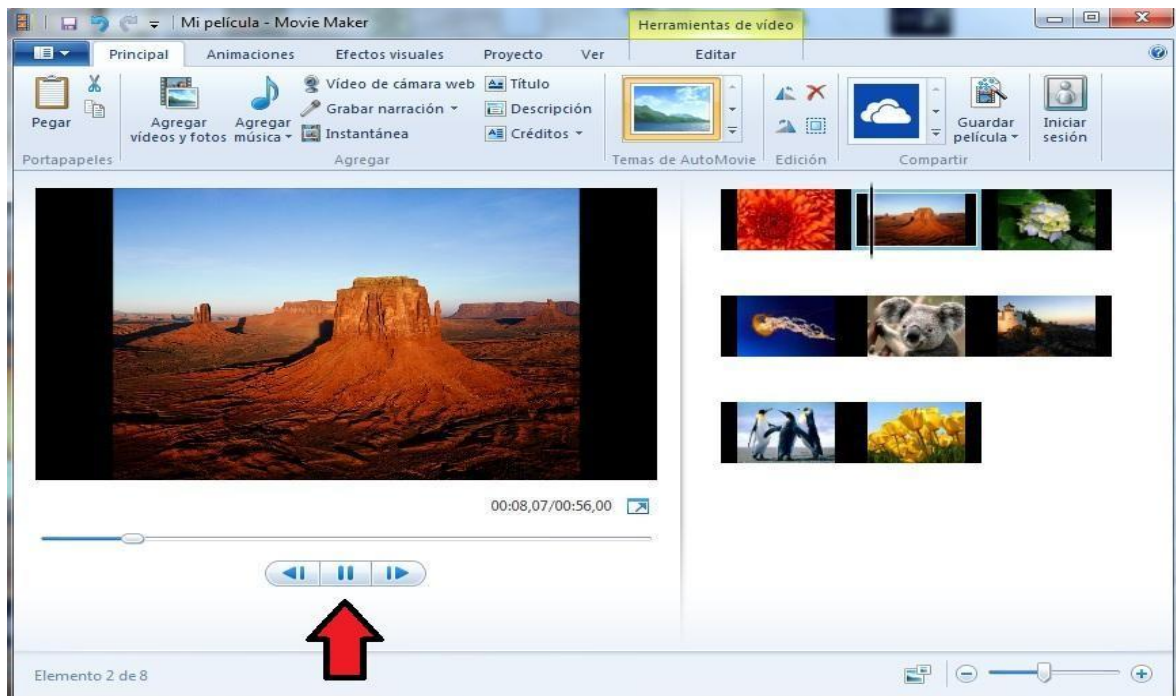 Mi película - Movie Maker
Herramientas de vídeo
Principal Animaciones Efectos visuales Proyecto Ver Editar
Pegar
Portapapeles
Agregar
vídeos y fotos
Agregar
música
Vídeo de cámara web
Grabar narración
Instantánea
Título
Descripción
Créditos
Agregar
Temas de AutoMovie
Edición
Guardar
película
Compartir
Iniciar
sesión
00:08,07/00:56,00
Elemento 2 de 8